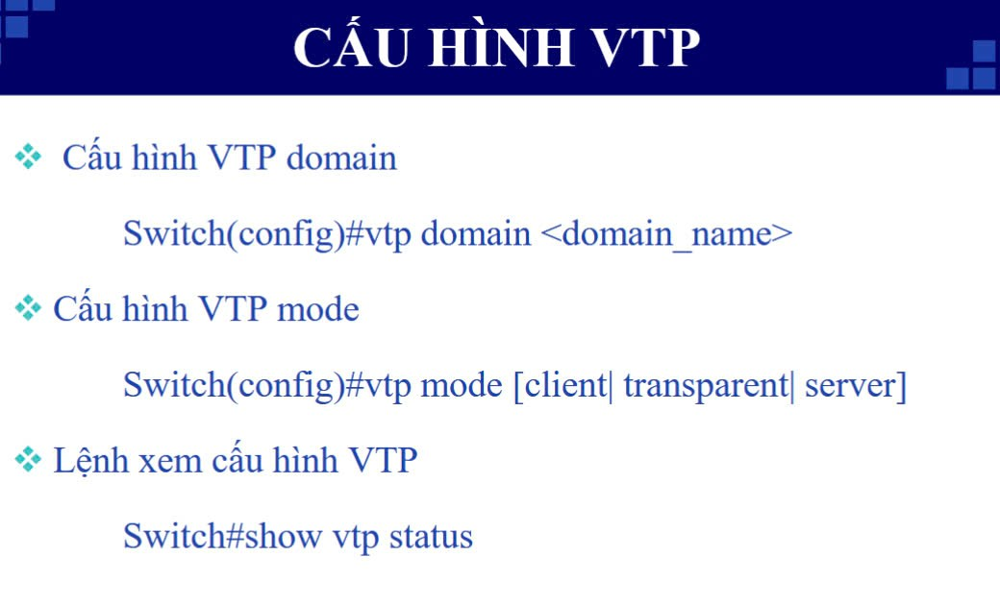 CẤU HÌNH VTP
Cấu hình VTP domain
Switch(config)#vtp domain <domain_name>
Cấu hình VTP mode
Switch(config)#vtp mode [client| transparent| server]
Lệnh xem cấu hình VTP
Switch#show vtp status